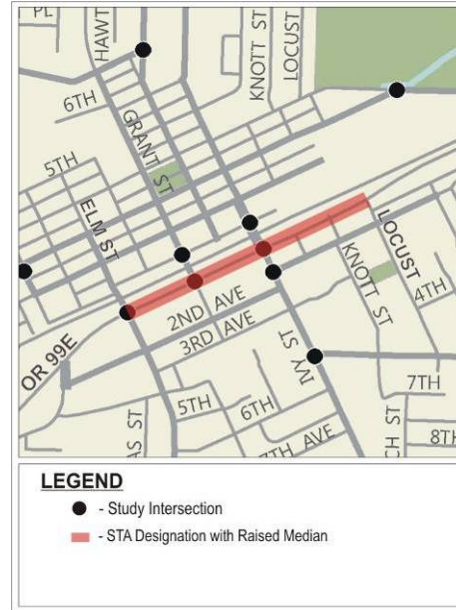 PL
HAWT
KNOTT ST
LOCUST
6TH
GRANT ST
5TH
ELM ST
LOCUST
KNOTT ST
2ND AVE
4TH
3RD AVE
OR 99E
IVY ST
7TH
5TH
6TH
AS ST
CH ST
7TH AVE
8TH
LEGEND
- Study Intersection
- STA Designation with Raised Median